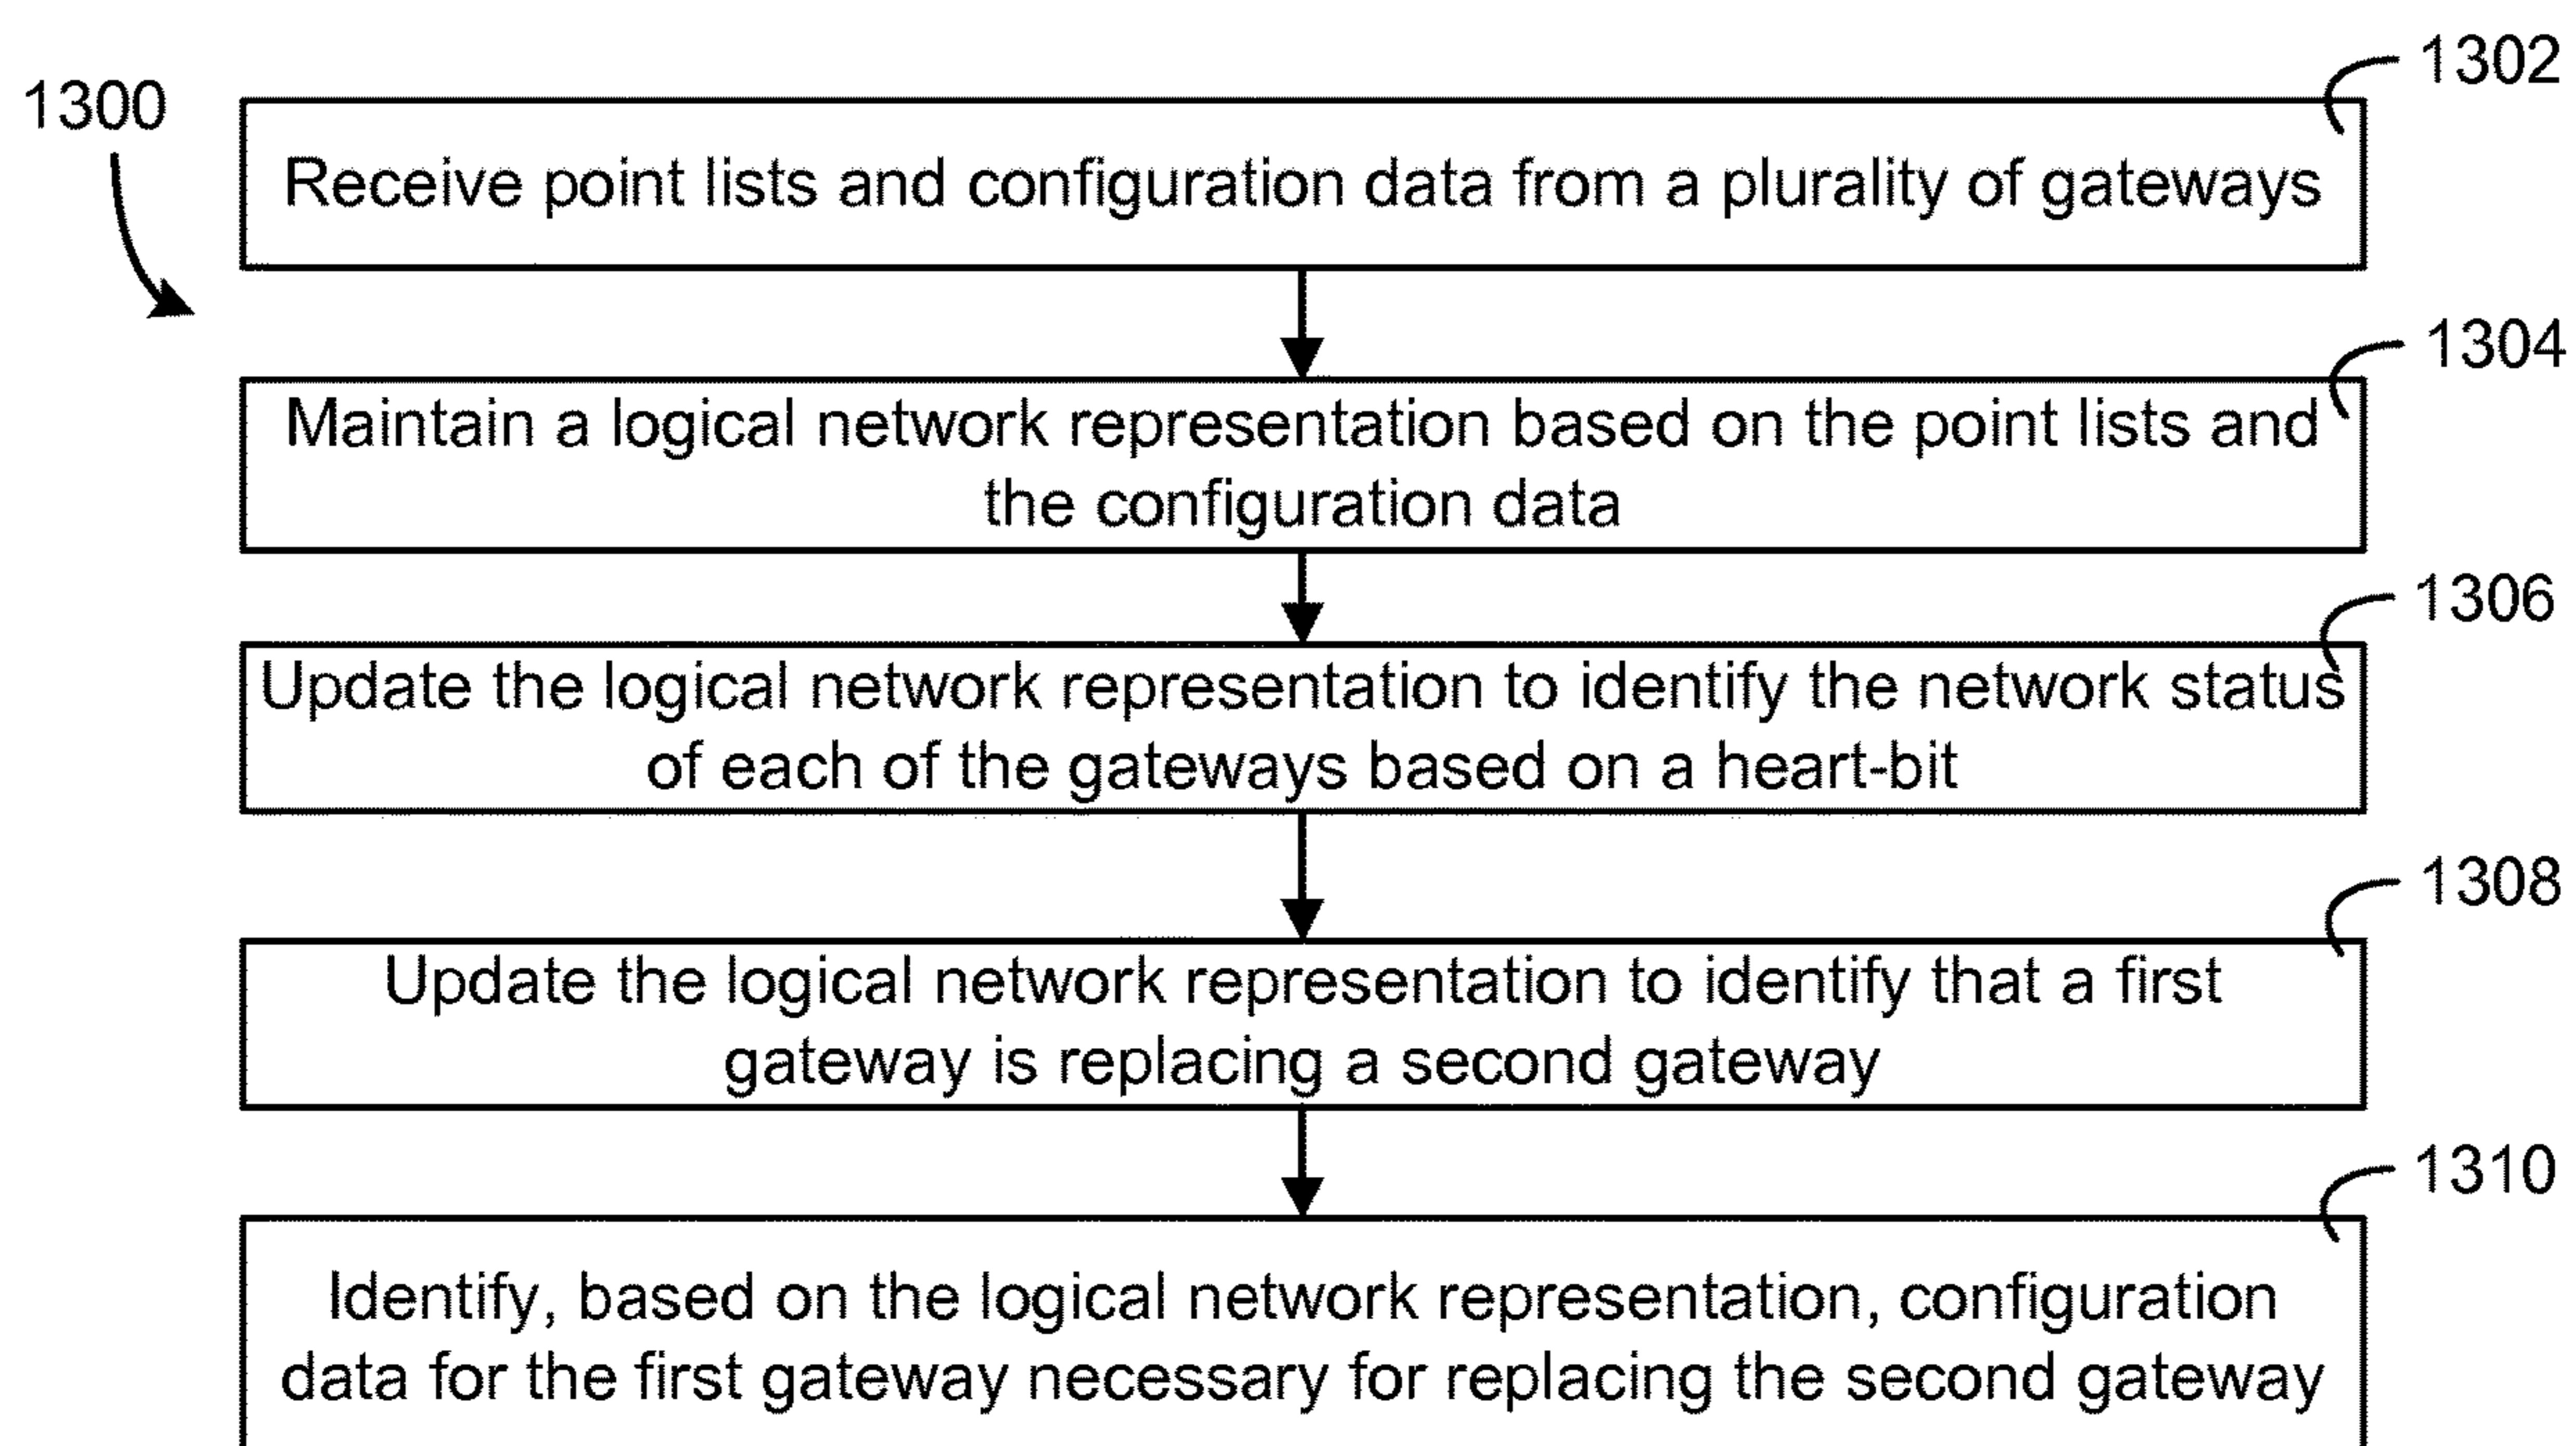 1302
1300
Receive point lists and configuration data from a plurality of gateways
1304
Maintain a logical network representation based on the point lists and
the configuration data
1306
Update the logical network representation to identify the network status
of each of the gateways based on a heart-bit
1308
Update the logical network representation to identify that a first
gateway is replacing a second gateway
1310
Identify, based on the logical network representation, configuration
data for the first gateway necessary for replacing the second gateway